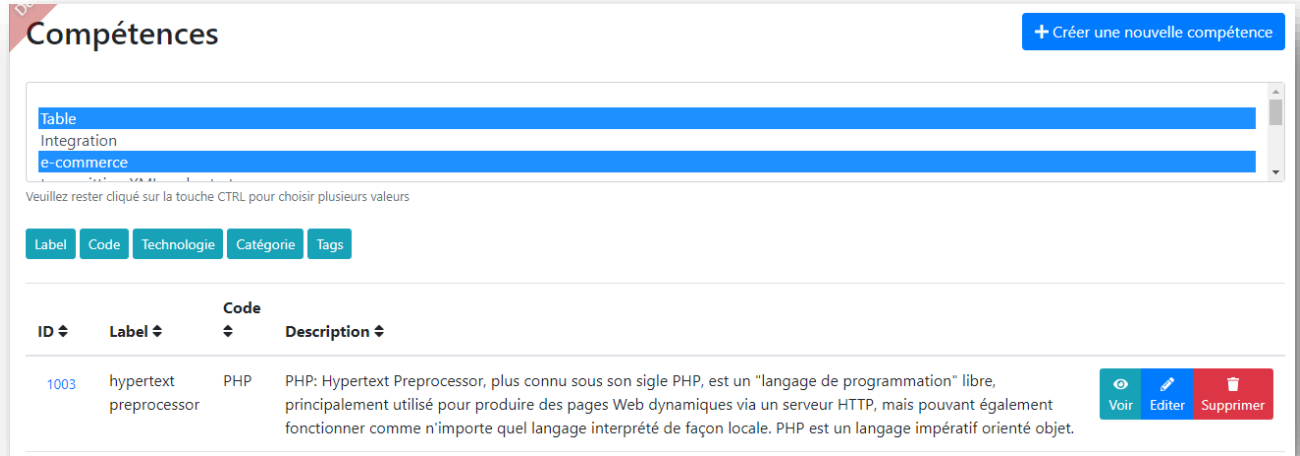 Compétences
Créer une nouvelle compétence
Table
Integration
e-commerce
Veuillez rester cliqué sur la touche CTRL pour choisir plusieurs valeurs
Label Code Technologie Catégorie Tags
ID Label Code Description
1003 hypertext preprocessor PHP PHP: Hypertext Preprocessor, plus connu sous son sigle PHP, est un "langage de programmation" libre,
principalement utilisé pour produire des pages Web dynamiques via un serveur HTTP, mais pouvant également
fonctionner comme n'importe quel langage interprété de façon locale. PHP est un langage impératif orienté objet.
Voir Editer Supprimer